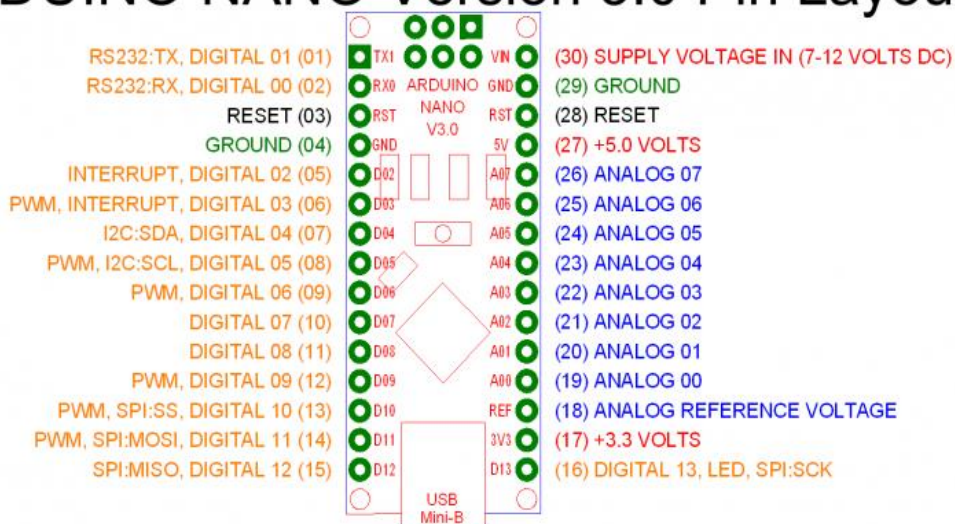 DUINO NANO Version 3.0 Pin Layou
RS232:TX, DIGITAL 01 (01)
RS232:RX, DIGITAL 00 (02)
RESET (03)
GROUND (04)
INTERRUPT, DIGITAL 02 (05)
PWM, INTERRUPT, DIGITAL 03 (06)
I2C:SDA, DIGITAL 04 (07)
PWM, I2C:SCL, DIGITAL 05 (08)
PWM, DIGITAL 06 (09)
DIGITAL 07 (10)
DIGITAL 08 (11)
PWM, DIGITAL 09 (12)
PWM, SPI:SS, DIGITAL 10 (13)
PWM, SPI:MOSI, DIGITAL 11 (14)
SPI:MISO, DIGITAL 12 (15)
TX1
RX0
RST
GND
D02
D03
D04
D05
D06
D07
D08
D09
D10
D11
D12
ARDUINO
NANO
V3.0
USB
Mini-B
VIN
GND
RST
5V
A07
A06
A05
A04
A03
A02
A01
A00
REF
3V3
D13
(30) SUPPLY VOLTAGE IN (7-12 VOLTS DC)
(29) GROUND
(28) RESET
(27) +5.0 VOLTS
(26) ANALOG 07
(25) ANALOG 06
(24) ANALOG 05
(23) ANALOG 04
(22) ANALOG 03
(21) ANALOG 02
(20) ANALOG 01
(19) ANALOG 00
(18) ANALOG REFERENCE VOLTAGE
(17) +3.3 VOLTS
(16) DIGITAL 13, LED, SPI:SCK